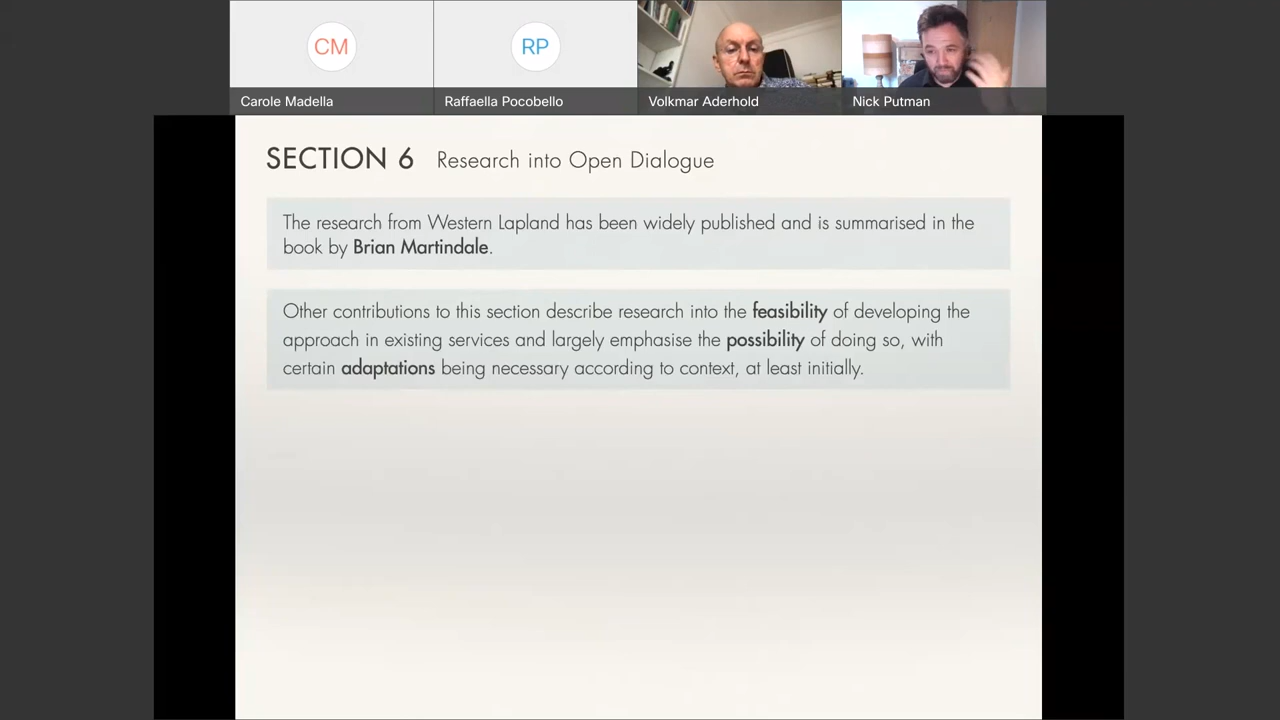 CM
RP
Carole Madella
Raffaella Pocobello
Volkmar Aderhold
Nick Putman
SECTION 6 Research into Open Dialogue
The research from Western Lapland has been widely published and is summarised in the
book by Brian Martindale.
Other contributions to this section describe research into the feasibility of developing the
approach in existing services and largely emphasise the possibility of doing so, with
certain adaptations being necessary according to context, at least initially.